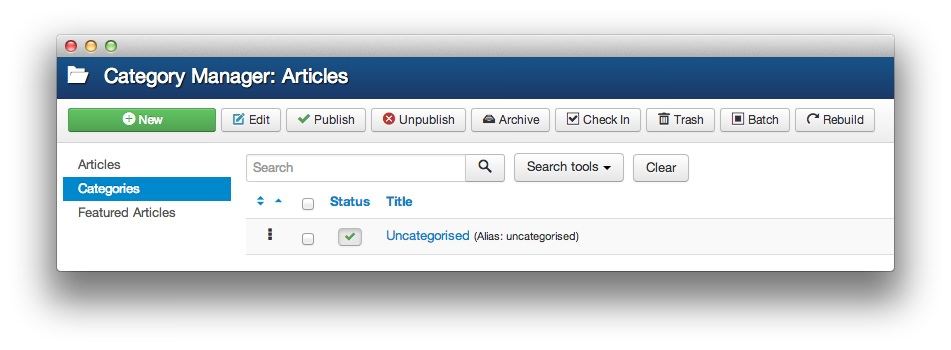 Category Manager: Articles
New Edit Publish Unpublish Archive Check In Trash Batch Rebuild
Articles
Categories
Featured Articles
Search Search tools Clear
Status Title
Uncategorised (Alias: uncategorised)